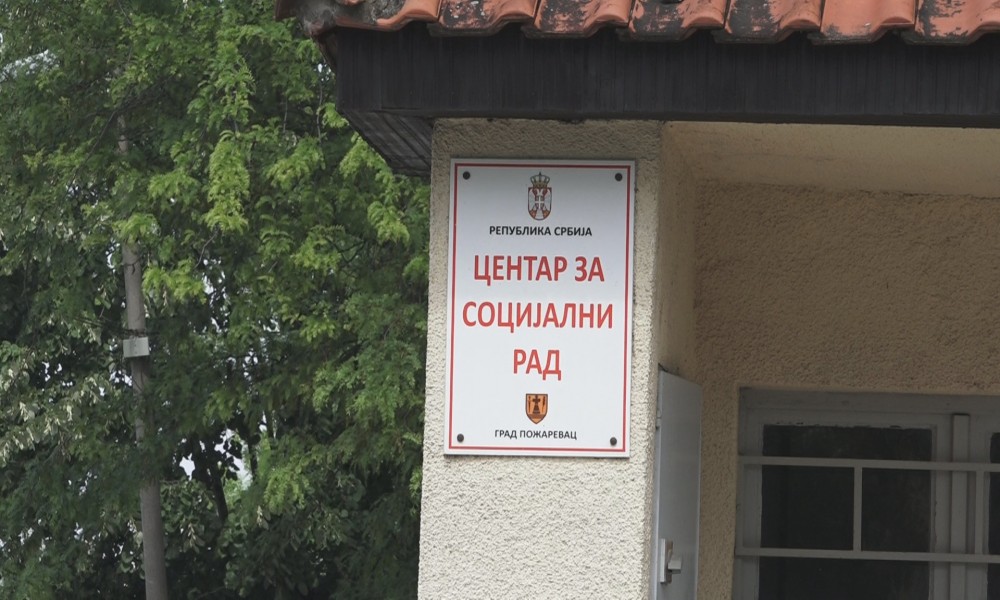 РЕПУБЛИКА СРБИЈА
ЦЕНТАР ЗА
СОЦИЈАЛНИ
РАД
ГРАД ПОЖАРЕВАЦ